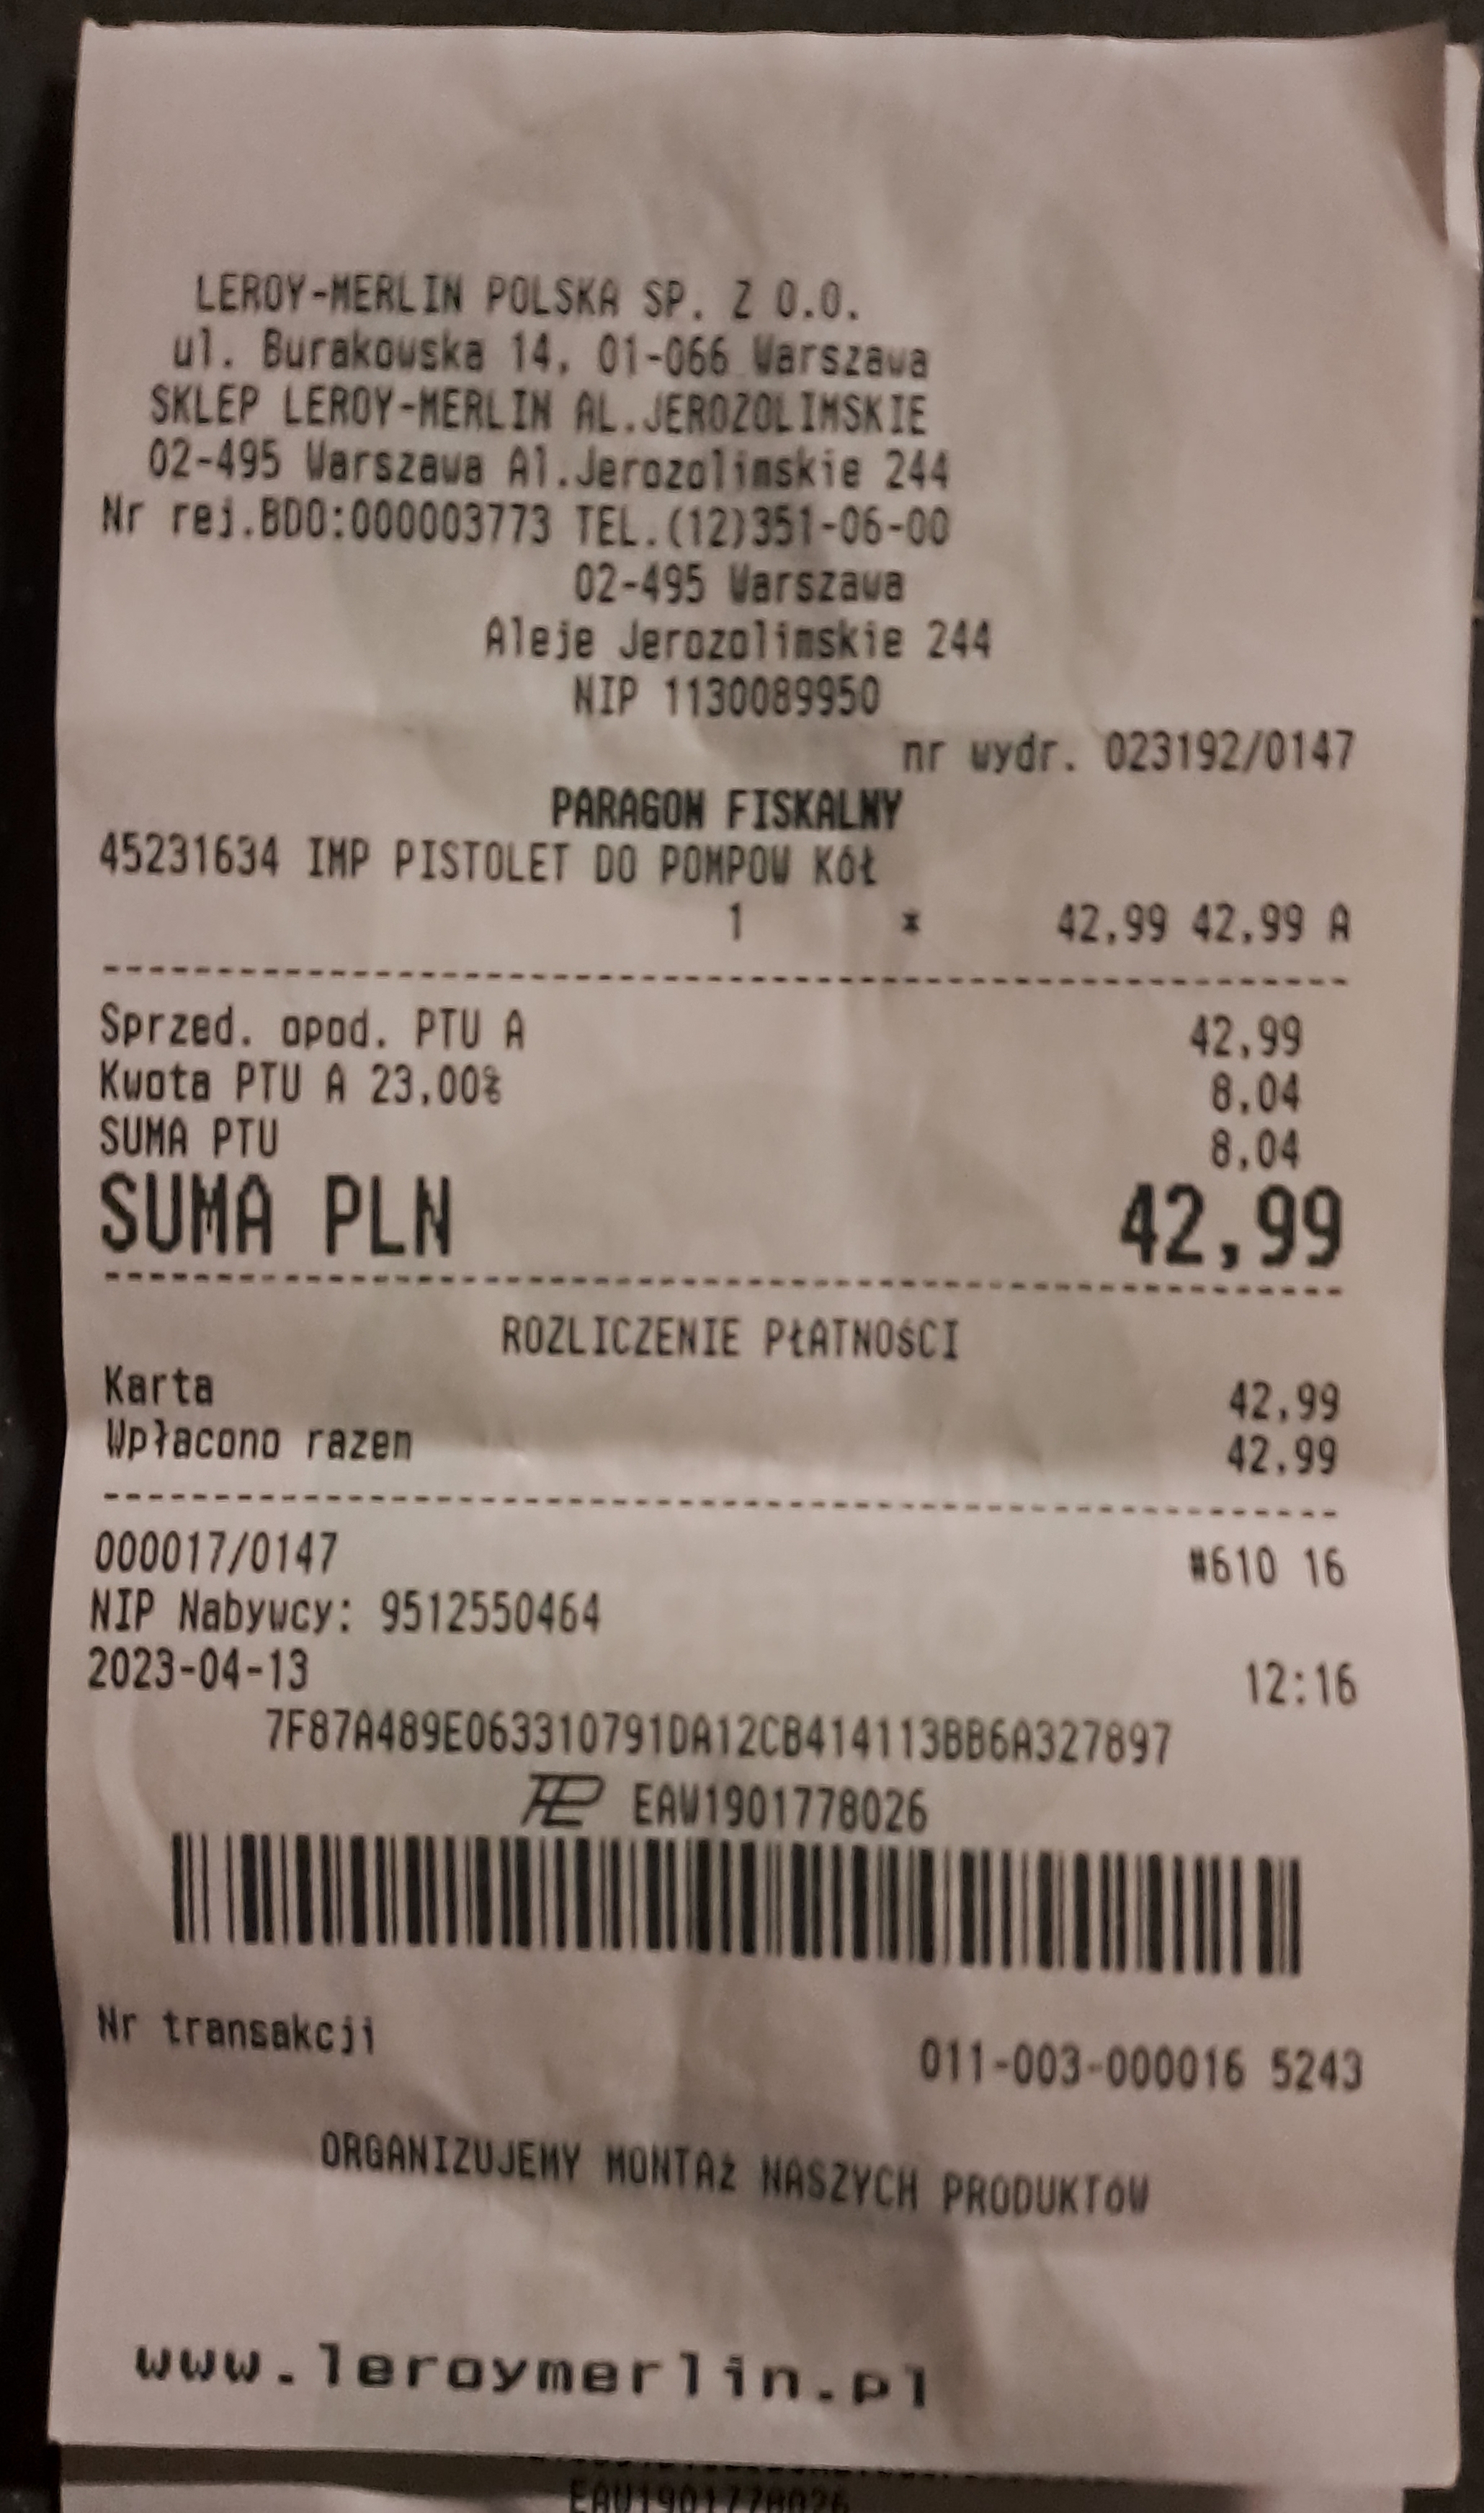 LEROY-MERLIN POLSKA SP. Z O.O.
ul. Burakowska 14, 01-066 Warszawa
SKLEP LEROY-MERLIN AL.JEROZOLIMSKIE
02-495 Warszawa Al.Jerozolimskie 244
Nr rej.BDO:000003773 TEL.(12)351-06-00
02-495 Warszawa
Aleje Jerozolimskie 244
NIP 1130089950
nr wydr. 023192/0147
PARAGON FISKALNY
45231634 IMP PISTOLET DO POMPOW KÓŁ
1 * 42,99 42,99 A
Sprzed. opod. PTU A 42,99
Kwota PTU A 23,00% 8,04
SUMA PTU 8,04
SUMA PLN 42,99
ROZLICZENIE PŁATNOŚCI
Karta 42,99
Wpłacono razem 42,99
000017/0147 #610 16
NIP Nabywcy: 9512550464
2023-04-13 12:16
7F87A489E063310791DA12CB414113BB6A327897
EAW1901778026
Nr transakcji 011-003-000016 5243
ORGANIZUJEMY MONTAŻ NASZYCH PRODUKTÓW
www.leroymerlin.pl
EAW1901778026